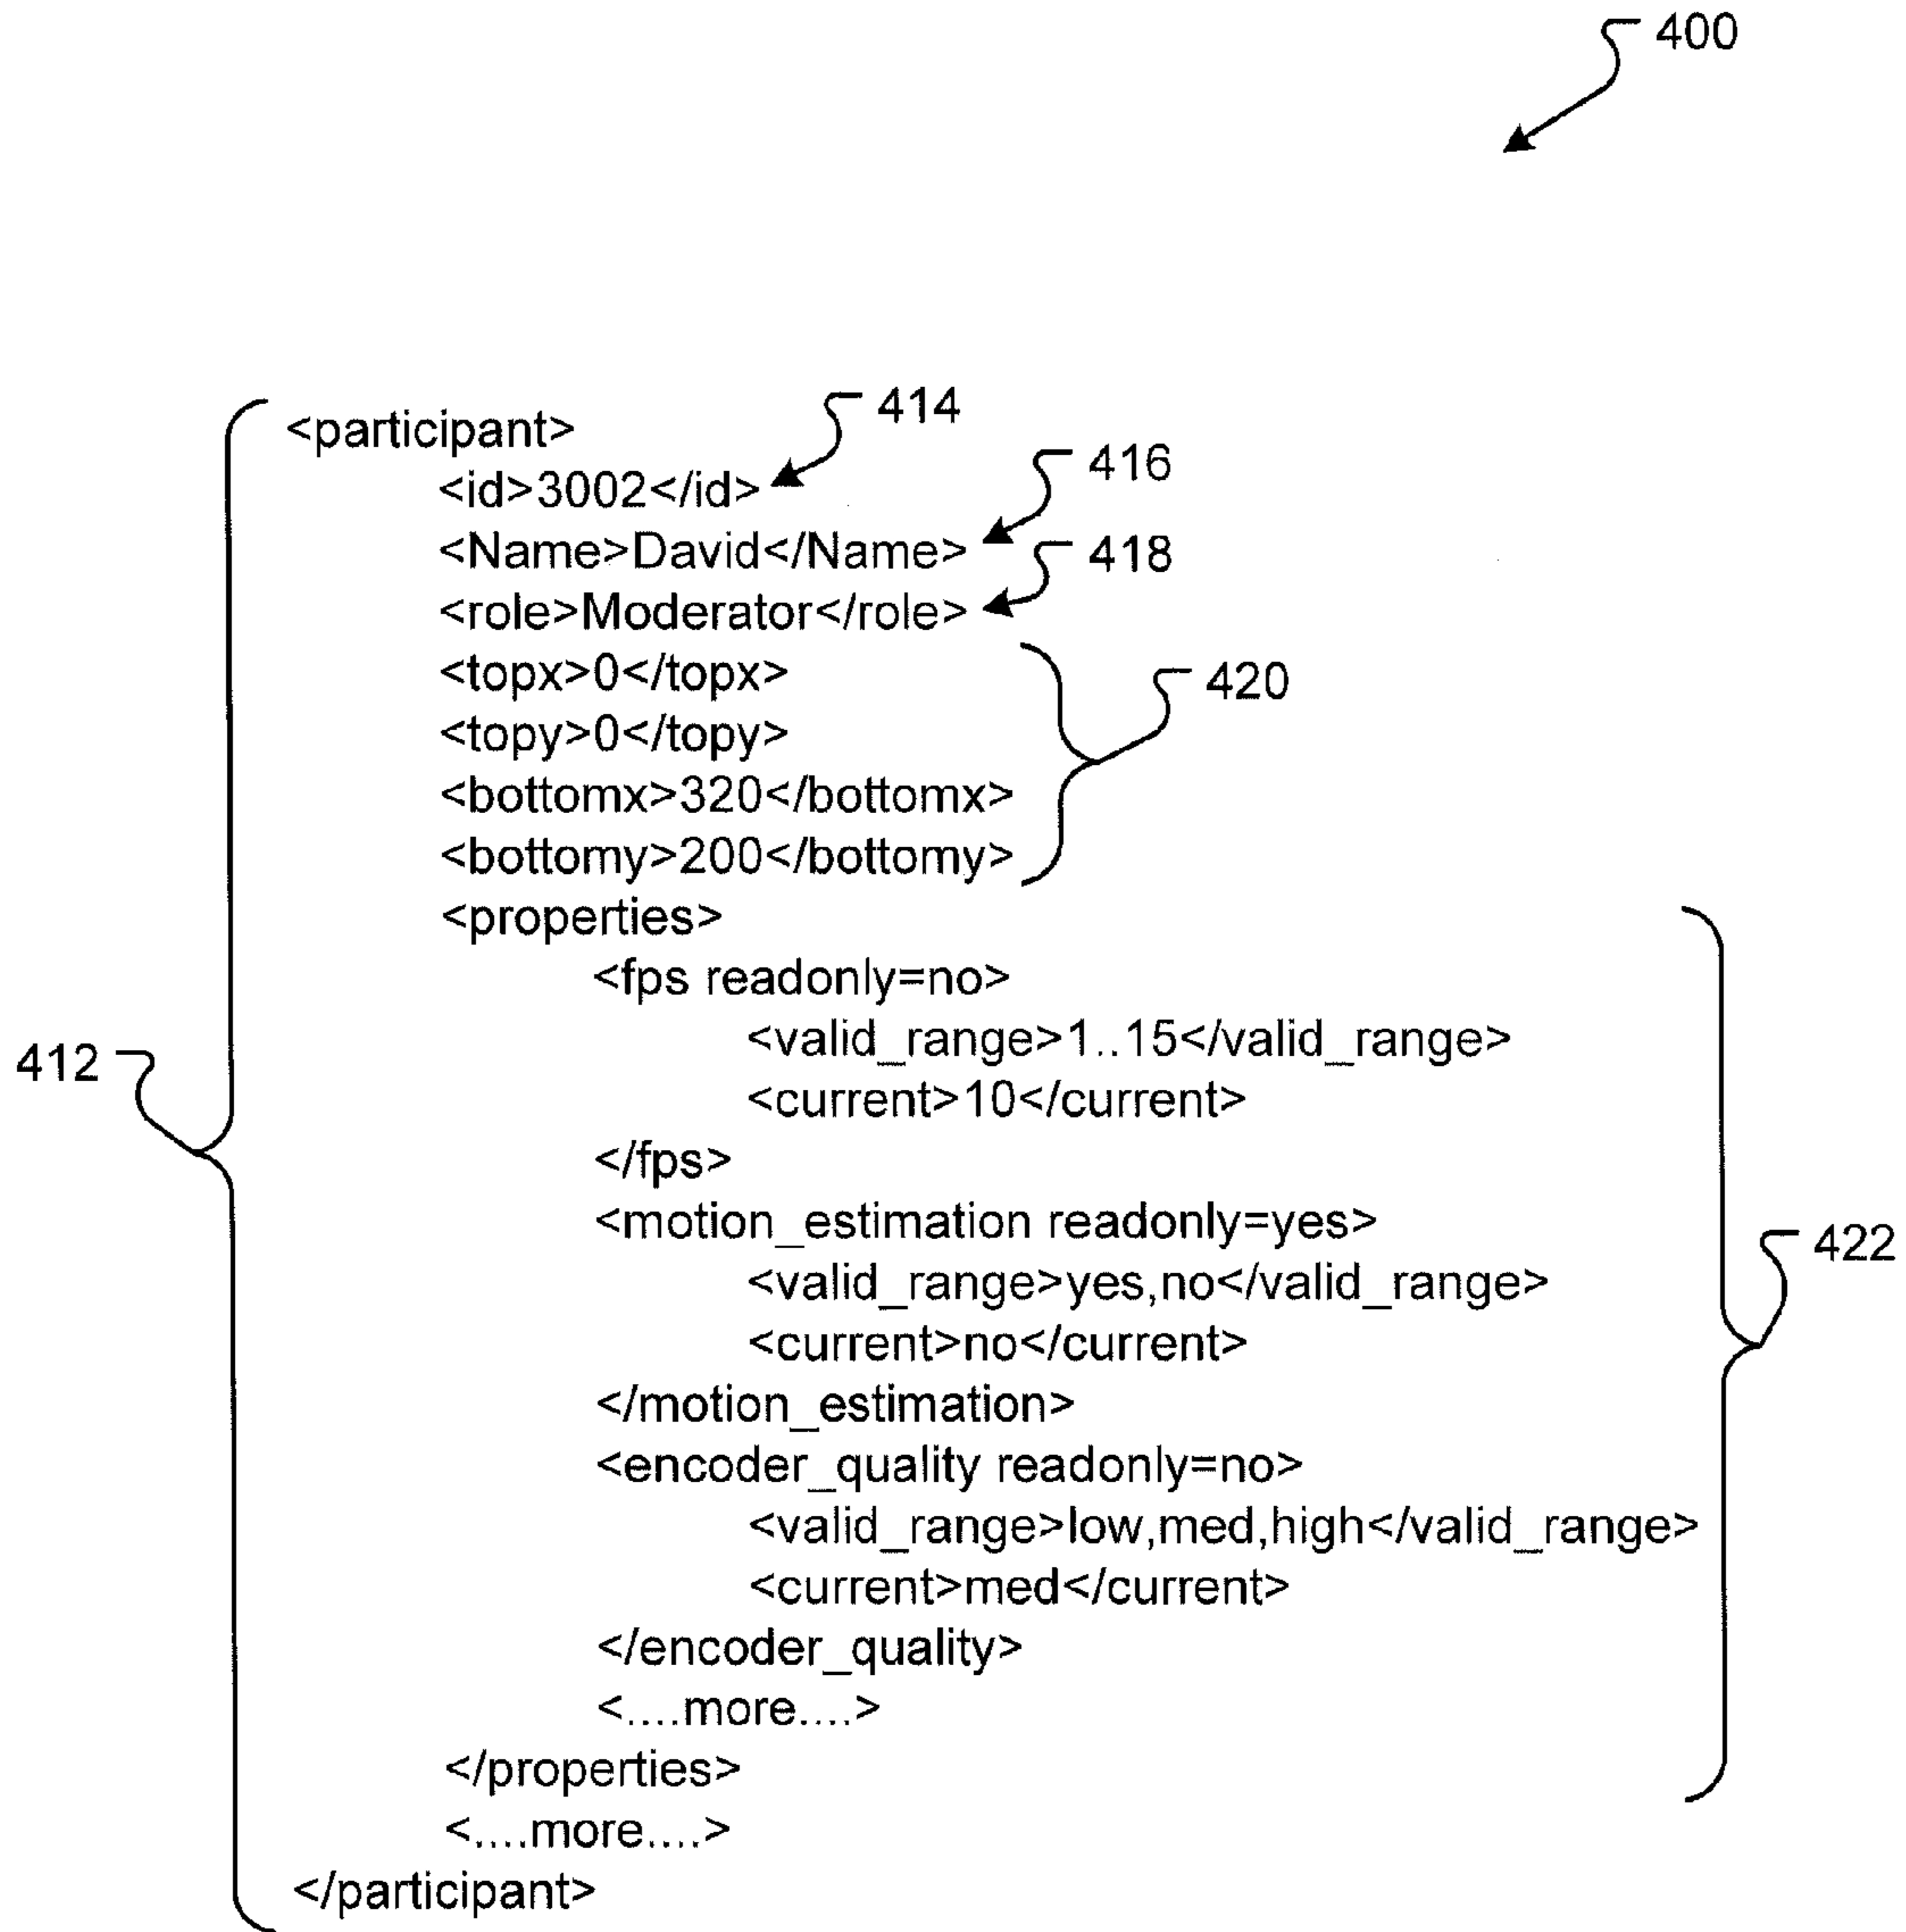 400
<participant> 414
<id>3002</id> 416
<Name>David</Name> 418
<role>Moderator</role>
<topx>0</topx> 420
<topy>0</topy>
<bottomx>320</bottomx>
<bottomy>200</bottomy>
<properties>
<fps readonly=no>
<valid_range>1..15</valid_range>
412
<current>10</current>
</fps>
<motion_estimation readonly=yes>
422
<valid_range>yes,no</valid_range>
<current>no</current>
</motion_estimation>
<encoder_quality readonly=no>
<valid_range>low,med,high</valid_range>
<current>med</current>
</encoder_quality>
<....more....>
</properties>
<....more....>
</participant>